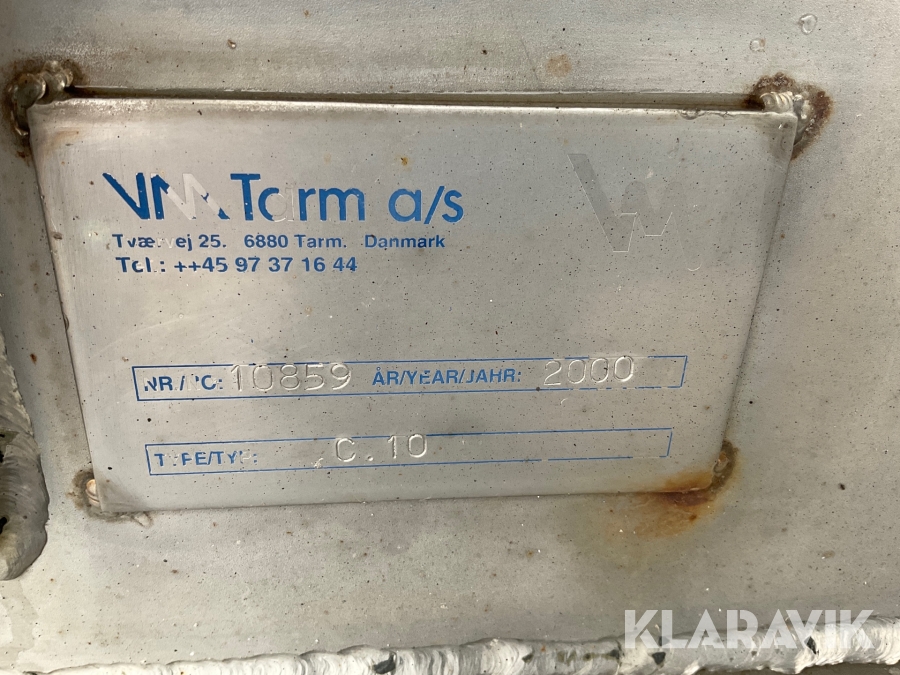 VM Tarm a/s
Tværvej 25. 6880 Tarm. Danmark
Tel.: ++45 97 37 16 44
NR./PC: 10859 ÅR/YEAR/JAHR: 2000
TYPE/TYP: C.10
KLARAVIK